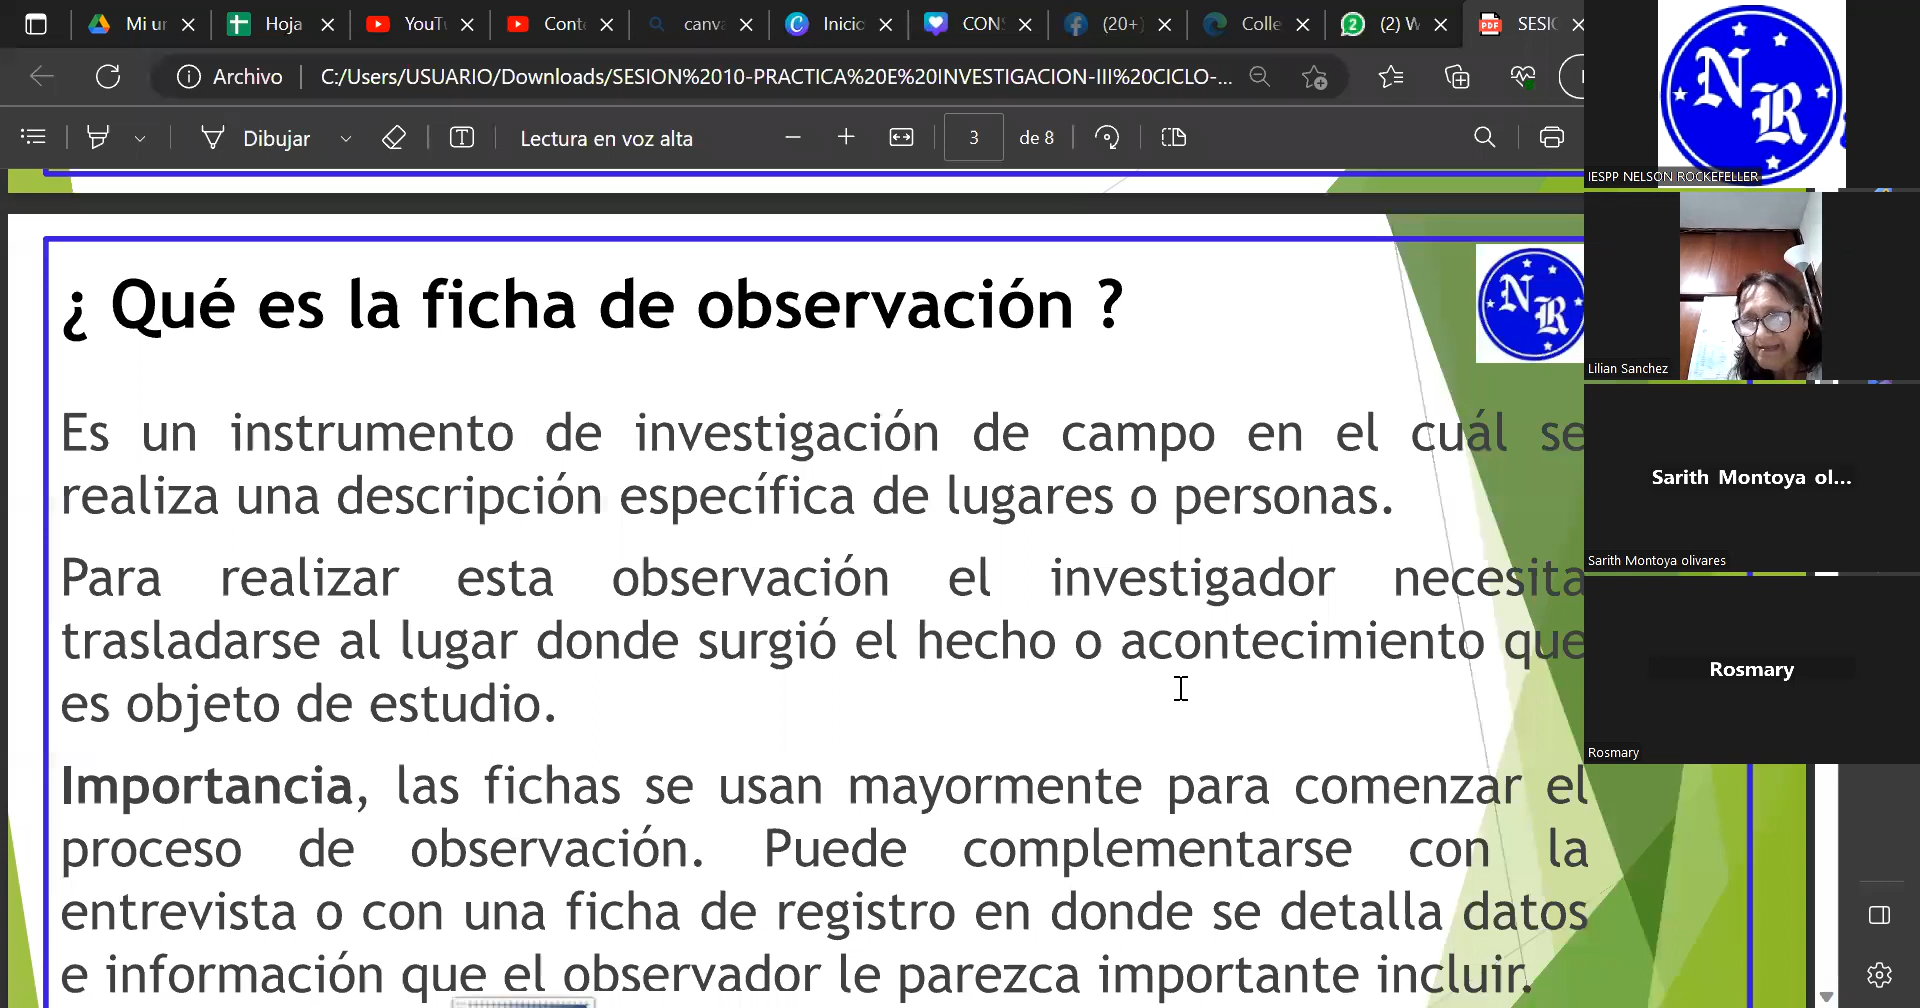 Mi ur
Hoja
YouT
Cont
canv
Inicio
CON
(20+)
Colle
(2) W
SESIO
Archivo
C:/Users/USUARIO/Downloads/SESION%2010-PRACTICA%20E%20INVESTIGACION-III%20CICLO-...
Dibujar
Lectura en voz alta
3 de 8
IESPP NELSON ROCKEFELLER
NR
¿ Qué es la ficha de observación ?
NR
Es un instrumento de investigación de campo en el cuál se
realiza una descripción específica de lugares o personas.
Para realizar esta observación el investigador necesita
trasladarse al lugar donde surgió el hecho o acontecimiento que
es objeto de estudio.
Importancia, las fichas se usan mayormente para comenzar el
proceso de observación. Puede complementarse con la
entrevista o con una ficha de registro en donde se detalla datos
e información que el observador le parezca importante incluir.
Lilian Sanchez
Sarith Montoya ol...
Sarith Montoya olivares
Rosmary
Rosmary